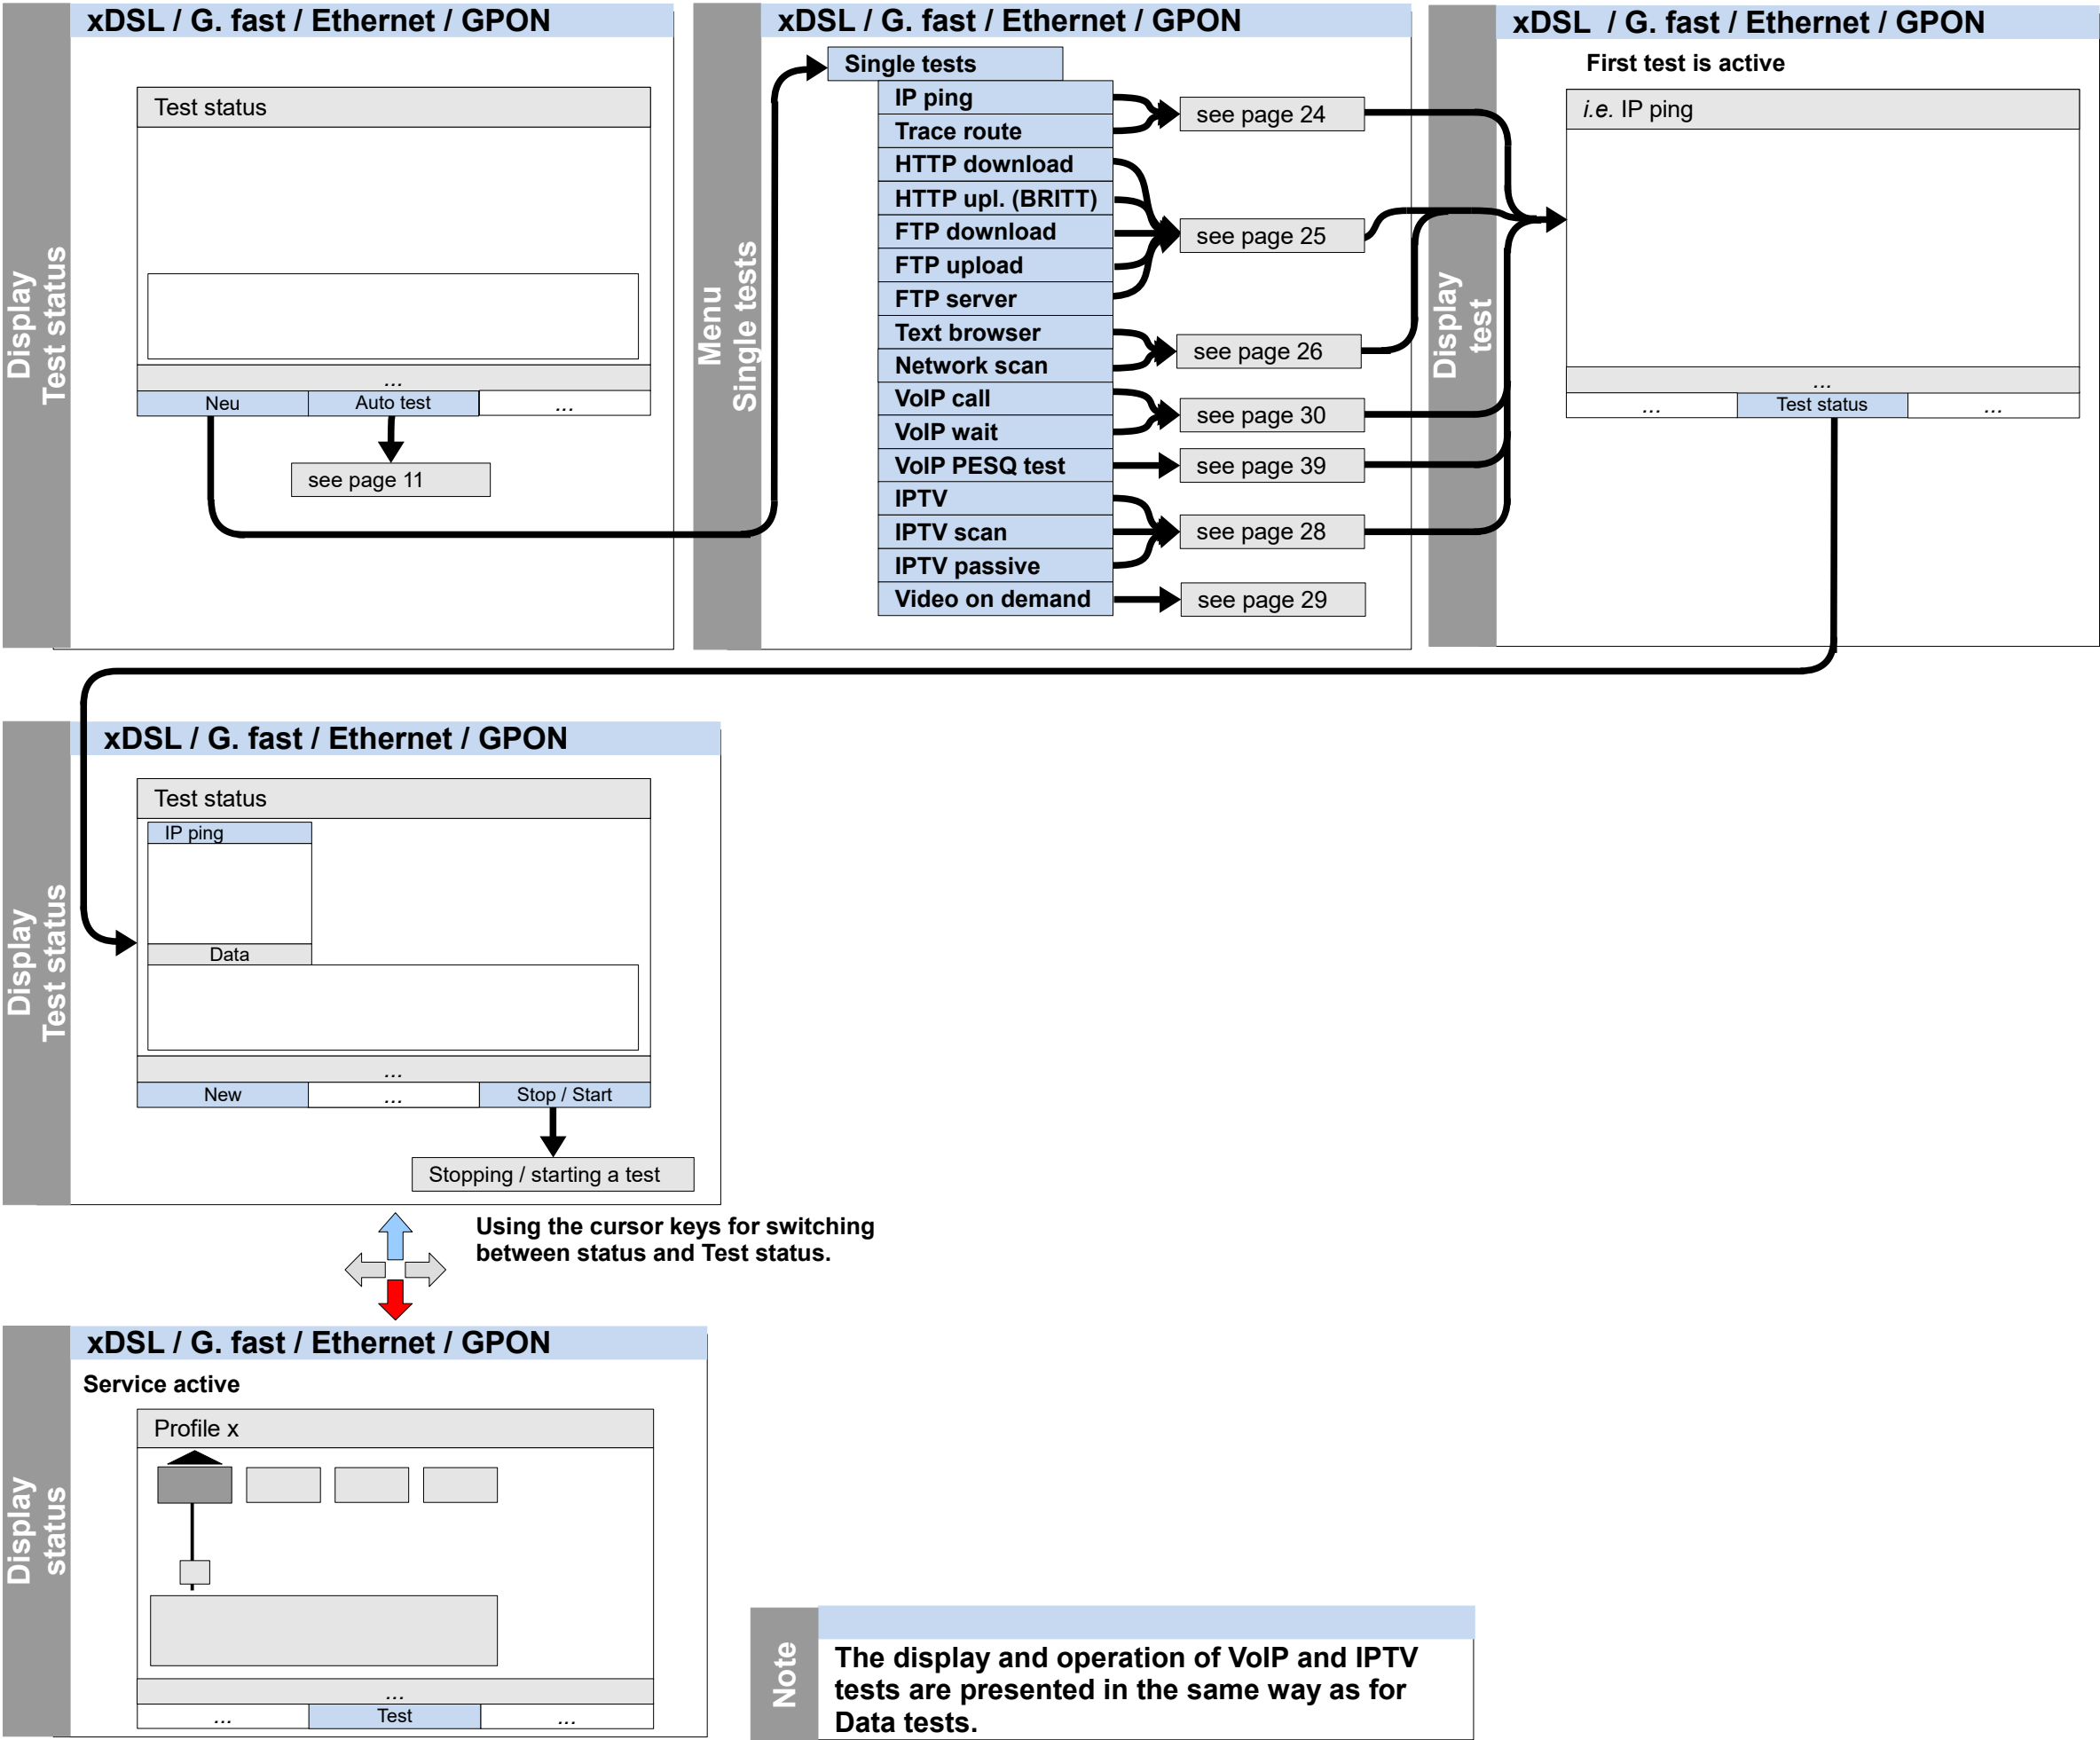 xDSL / G. fast / Ethernet / GPON
Display
Test status
Test status
...
Neu
Auto test
...
see page 11
xDSL / G. fast / Ethernet / GPON
Menu
Single tests
Single tests
IP ping
Trace route
HTTP download
HTTP upl. (BRITT)
FTP download
FTP upload
FTP server
Text browser
Network scan
VoIP call
VoIP wait
VoIP PESQ test
IPTV
IPTV scan
IPTV passive
Video on demand
see page 24
see page 25
see page 26
see page 30
see page 39
see page 28
see page 29
xDSL / G. fast / Ethernet / GPON
Display
test
First test is active
i.e. IP ping
...
...
Test status
...
xDSL / G. fast / Ethernet / GPON
Display
Test status
Test status
IP ping
Data
...
New
...
Stop / Start
Stopping / starting a test
Using the cursor keys for switching
between status and Test status.
xDSL / G. fast / Ethernet / GPON
Display
status
Service active
Profile x
...
...
Test
...
Note
The display and operation of VoIP and IPTV
tests are presented in the same way as for
Data tests.